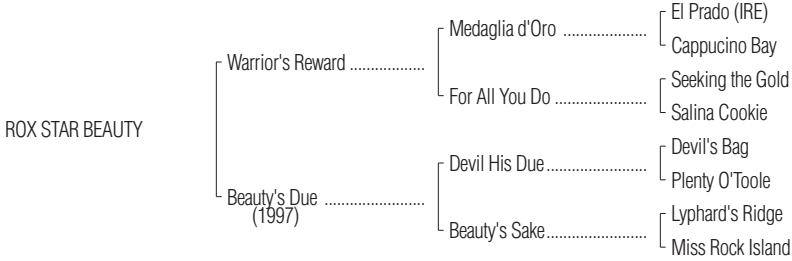 El Prado (IRE)
Medaglia d'Oro ....................
Cappucino Bay
Warrior's Reward ..................
Seeking the Gold
For All You Do ......................
Salina Cookie
ROX STAR BEAUTY
Devil's Bag
Devil His Due ........................
Plenty O'Toole
Beauty's Due ........................
(1997)
Lyphard's Ridge
Beauty's Sake ........................
Miss Rock Island